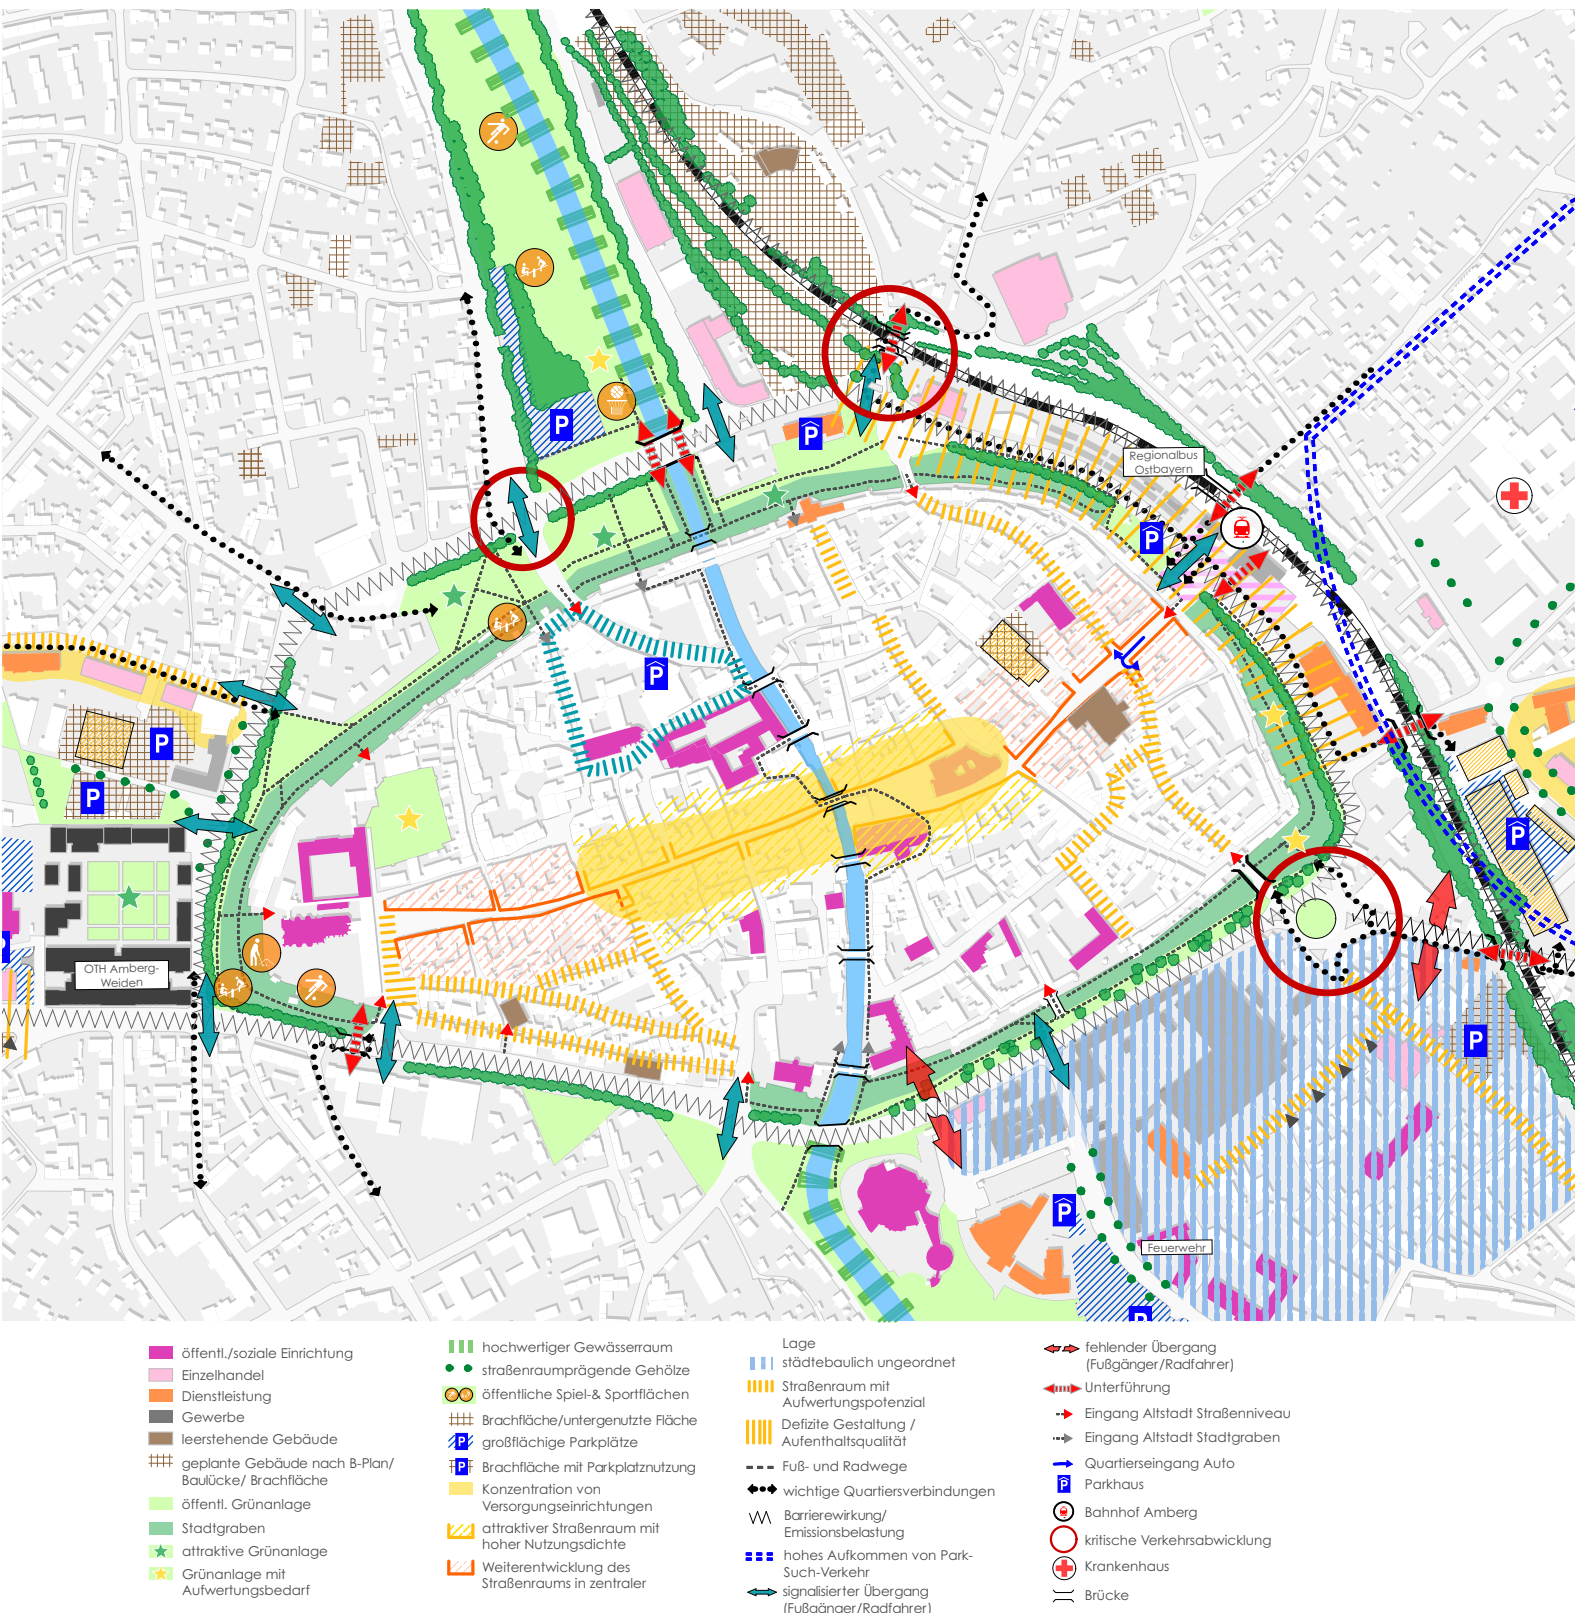 P
P
Regionalbus
Ostbayern
P
P
P
P
P
P
OTH Amberg-
Weiden
P
P
Feuerwehr
öffentl./soziale Einrichtung
Einzelhandel
Dienstleistung
Gewerbe
leerstehende Gebäude
geplante Gebäude nach B-Plan/
Baulücke/ Brachfläche
öffentl. Grünanlage
Stadtgraben
attraktive Grünanlage
Grünanlage mit
Aufwertungsbedarf
hochwertiger Gewässerraum
straßenraumprägende Gehölze
öffentliche Spiel-& Sportflächen
Brachfläche/untergenutzte Fläche
P großflächige Parkplätze
P Brachfläche mit Parkplatznutzung
Konzentration von
Versorgungseinrichtungen
attraktiver Straßenraum mit
hoher Nutzungsdichte
Weiterentwicklung des
Straßenraums in zentraler
Lage
städtebaulich ungeordnet
Straßenraum mit
Aufwertungspotenzial
Defizite Gestaltung /
Aufenthaltsqualität
Fuß- und Radwege
wichtige Quartiersverbindungen
Barrierewirkung/
Emissionsbelastung
hohes Aufkommen von Park-
Such-Verkehr
signalisierter Übergang
(Fußgänger/Radfahrer)
fehlender Übergang
(Fußgänger/Radfahrer)
Unterführung
Eingang Altstadt Straßenniveau
Eingang Altstadt Stadtgraben
Quartierseingang Auto
P Parkhaus
Bahnhof Amberg
kritische Verkehrsabwicklung
Krankenhaus
Brücke